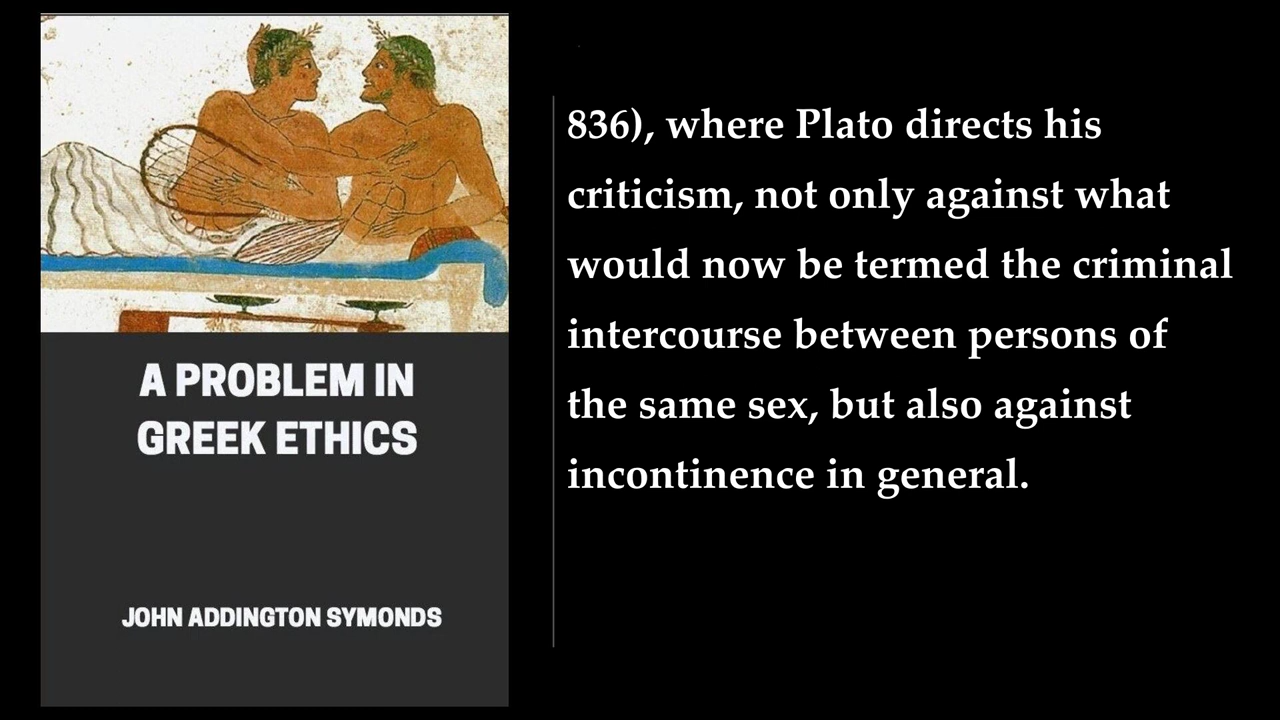 A PROBLEM IN
GREEK ETHICS
JOHN ADDINGTON SYMONDS
836), where Plato directs his
criticism, not only against what
would now be termed the criminal
intercourse between persons of
the same sex, but also against
incontinence in general.